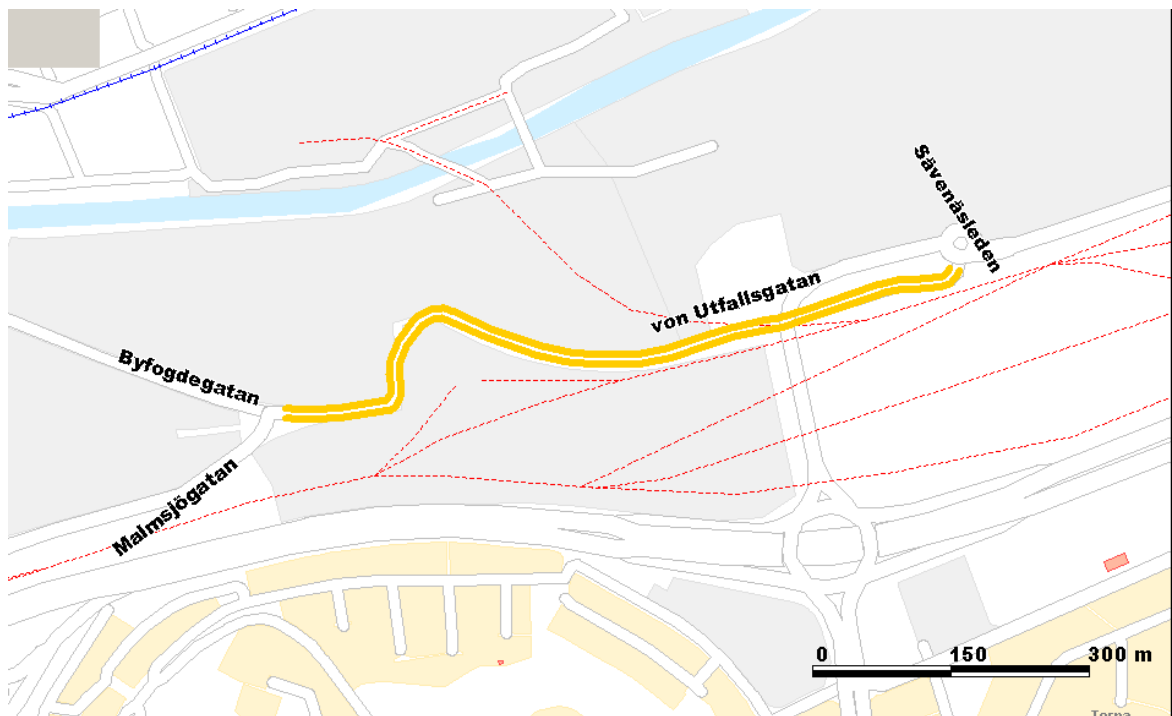 Sävenäsleden
von Utfallsgatan
Byfogdegatan
Malmsjögatan
0 150 300 m